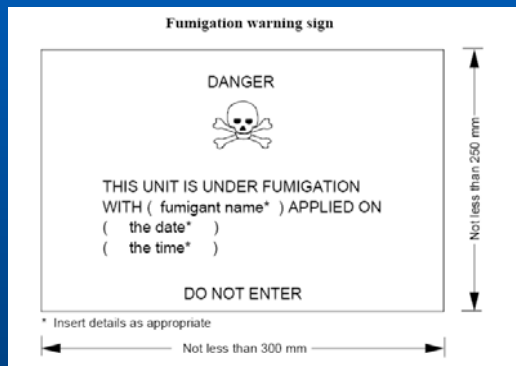 Fumigation warning sign
DANGER
THIS UNIT IS UNDER FUMIGATION
WITH ( fumigant name* ) APPLIED ON
( the date* )
( the time* )
DO NOT ENTER
Not less than 250 mm
* Insert details as appropriate
Not less than 300 mm